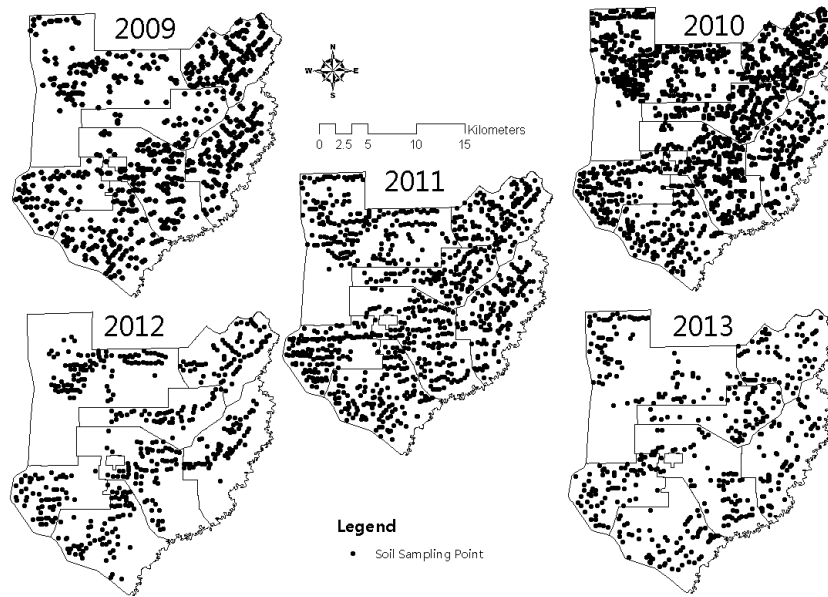 2009
2010
N
W E
S
Kilometers
0 2.5 5 10 15
2011
2012
2013
Legend
Soil Sampling Point